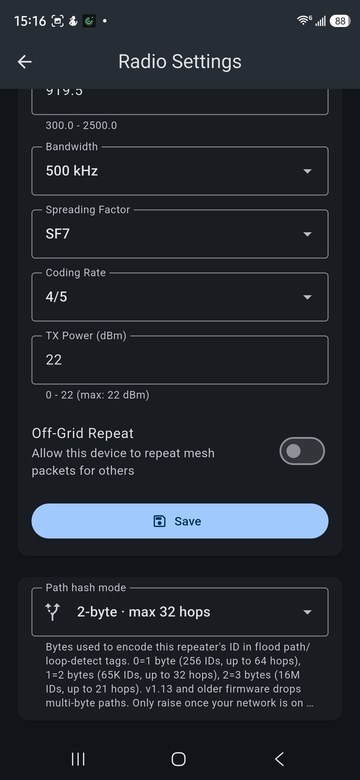 15:16
6
88
Radio Settings
919.5
300.0 - 2500.0
Bandwidth
500 kHz
Spreading Factor
SF7
Coding Rate
4/5
TX Power (dBm)
22
0 - 22 (max: 22 dBm)
Off-Grid Repeat
Allow this device to repeat mesh
packets for others
Save
Path hash mode
2-byte · max 32 hops
Bytes used to encode this repeater's ID in flood path/
loop-detect tags. 0=1 byte (256 IDs, up to 64 hops),
1=2 bytes (65K IDs, up to 32 hops), 2=3 bytes (16M
IDs, up to 21 hops). v1.13 and older firmware drops
multi-byte paths. Only raise once your network is on …